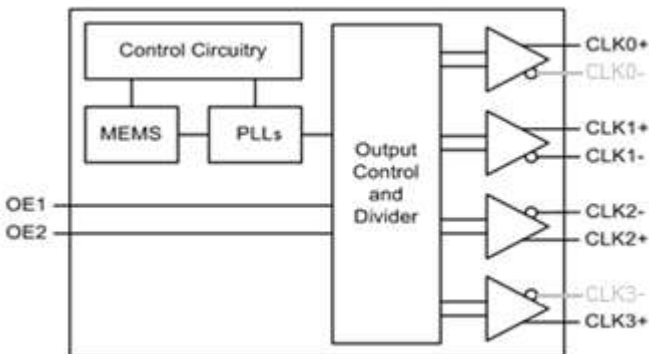 Control Circuitry
MEMS
PLLs
Output
Control
and
Divider
OE1
OE2
CLK0+
CLK0-
CLK1+
CLK1-
CLK2-
CLK2+
CLK3-
CLK3+